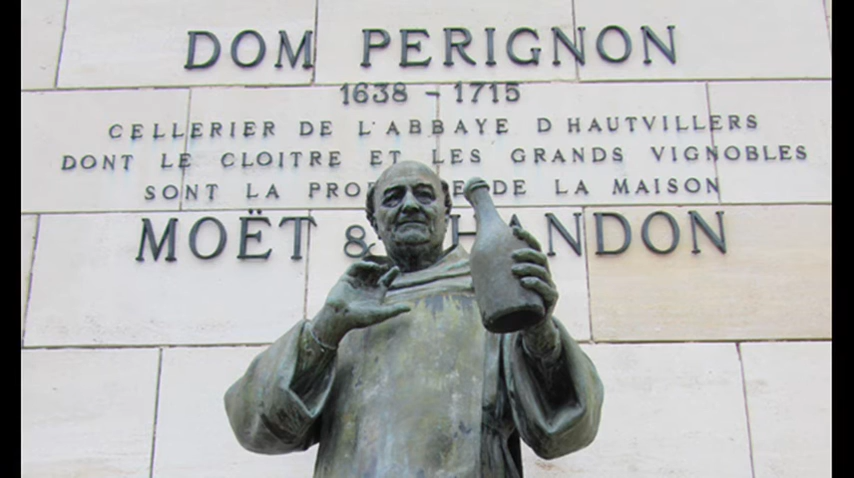 DOM PERIGNON
1638 - 1715
CELLERIER DE L'ABBAYE D HAUTVILLERS
DONT LE CLOITRE ET LES GRANDS VIGNOBLES
SONT LA DE LA MAISON
MOËT & CHANDON